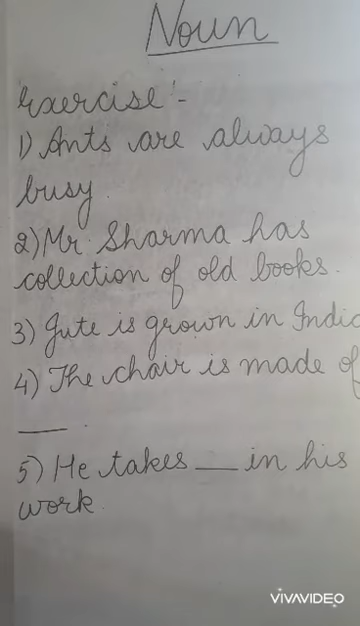 Noun
Exercise :-
1) Ants are always
busy.
2) Mr. Sharma has
collection of old books.
3) Jute is grown in India
4) The chair is made of
___ .
5) He takes ___ in his
work.
VIVAVIDEO